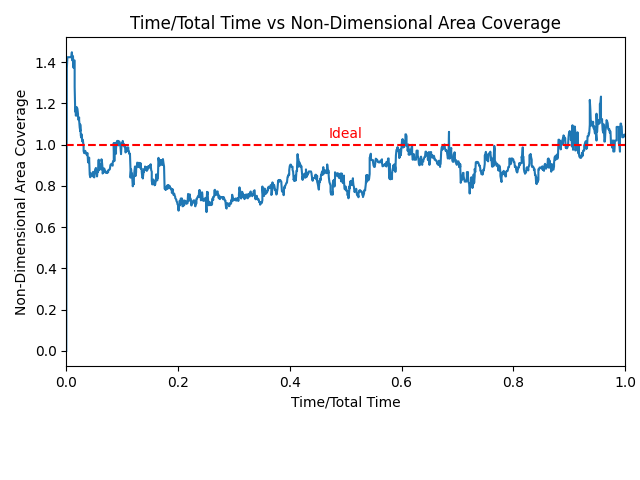 Time/Total Time vs Non-Dimensional Area Coverage
Non-Dimensional Area Coverage
1.4
1.2
1.0
0.8
0.6
0.4
0.2
0.0
Ideal
0.0 0.2 0.4 0.6 0.8 1.0
Time/Total Time